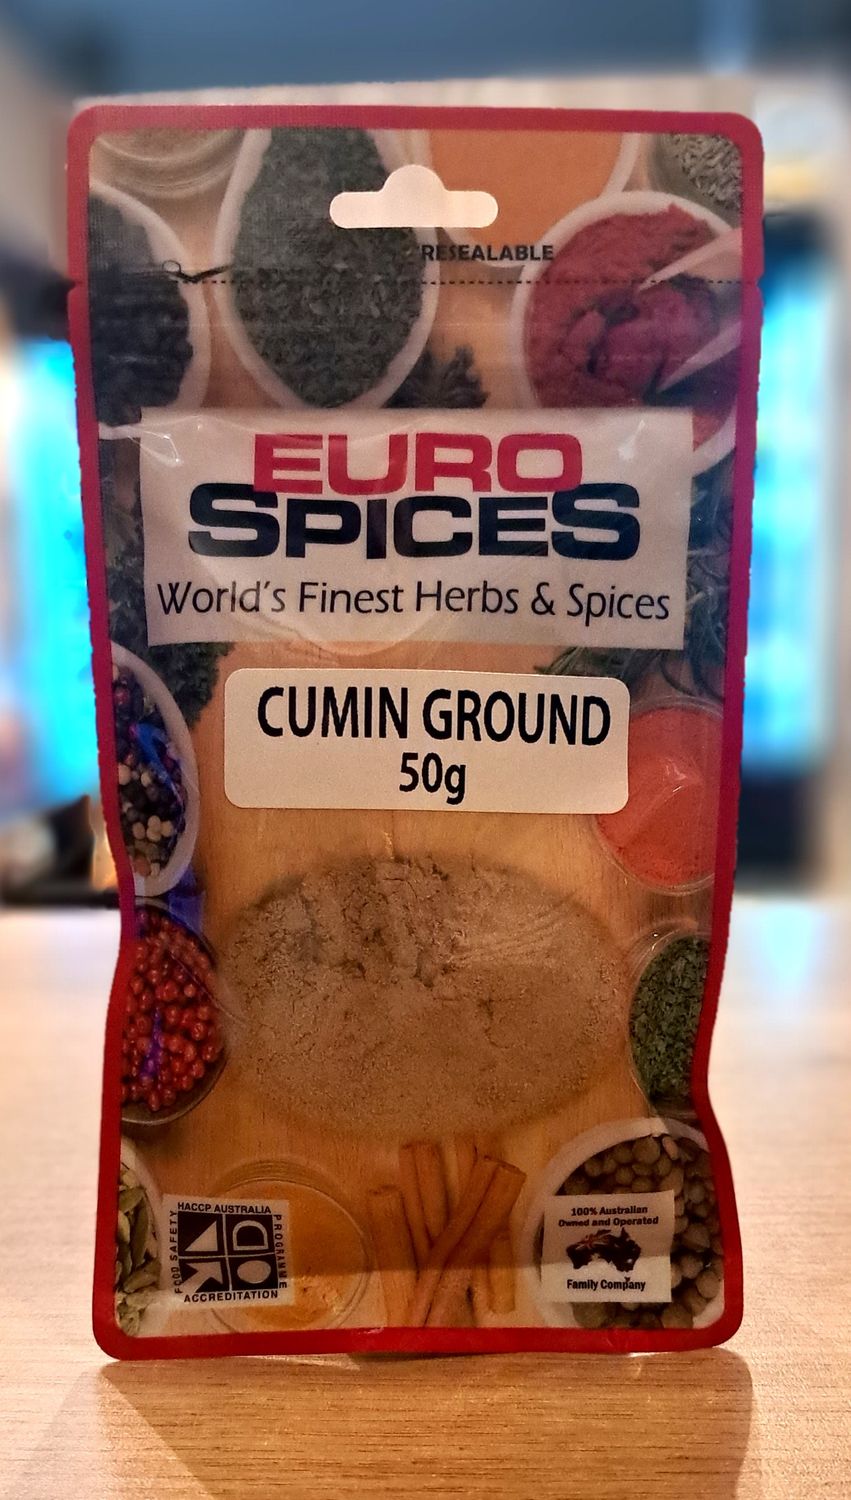 RESEALABLE
EURO
SPICES
World's Finest Herbs & Spices
CUMIN GROUND
50g
HACCP AUSTRALIA
FOOD SAFETY
PROGRAMME
ACCREDITATION
100% Australian
Owned and Operated
Family Company